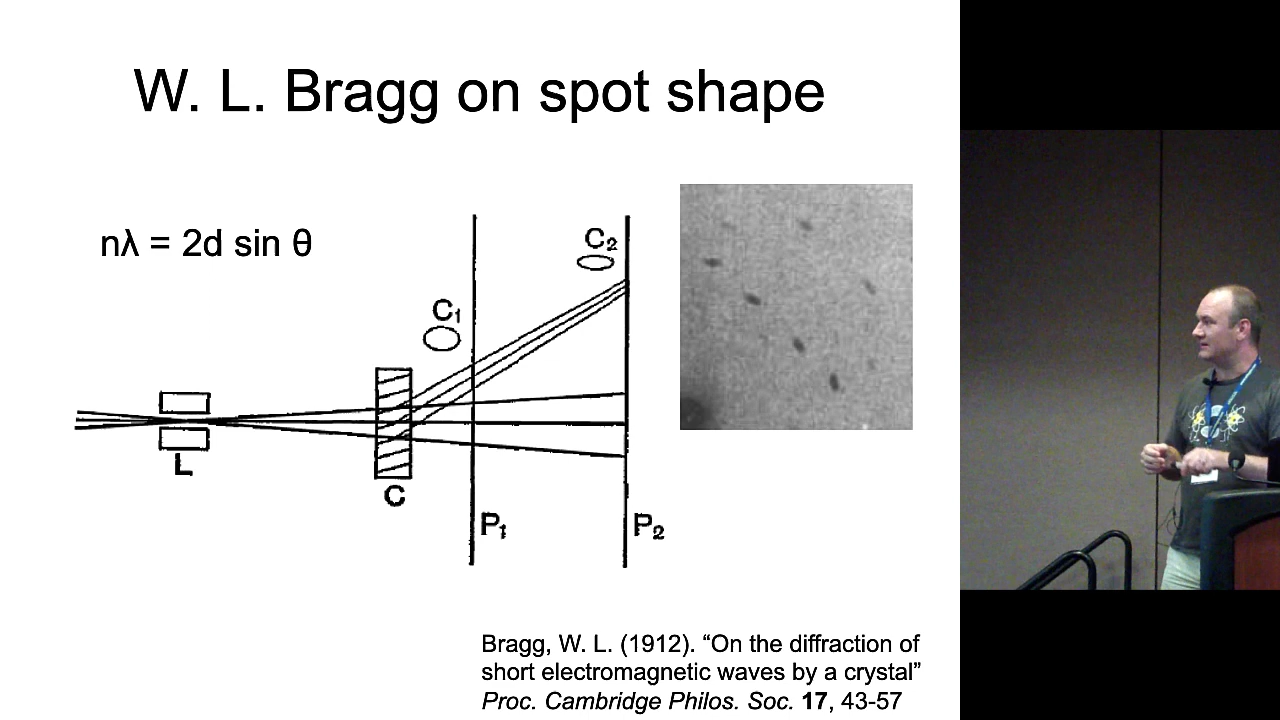 W. L. Bragg on spot shape
nλ = 2d sin θ
C₂
C₁
L
C
P₁
P₂
Bragg, W. L. (1912). “On the diffraction of
short electromagnetic waves by a crystal”
Proc. Cambridge Philos. Soc. 17, 43-57